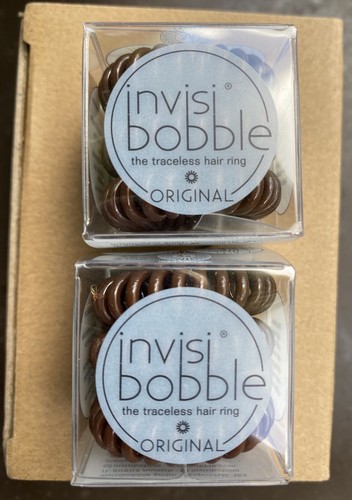 invisi®
bobble
the traceless hair ring
ORIGINAL
invisi®
bobble
the traceless hair ring
ORIGINAL